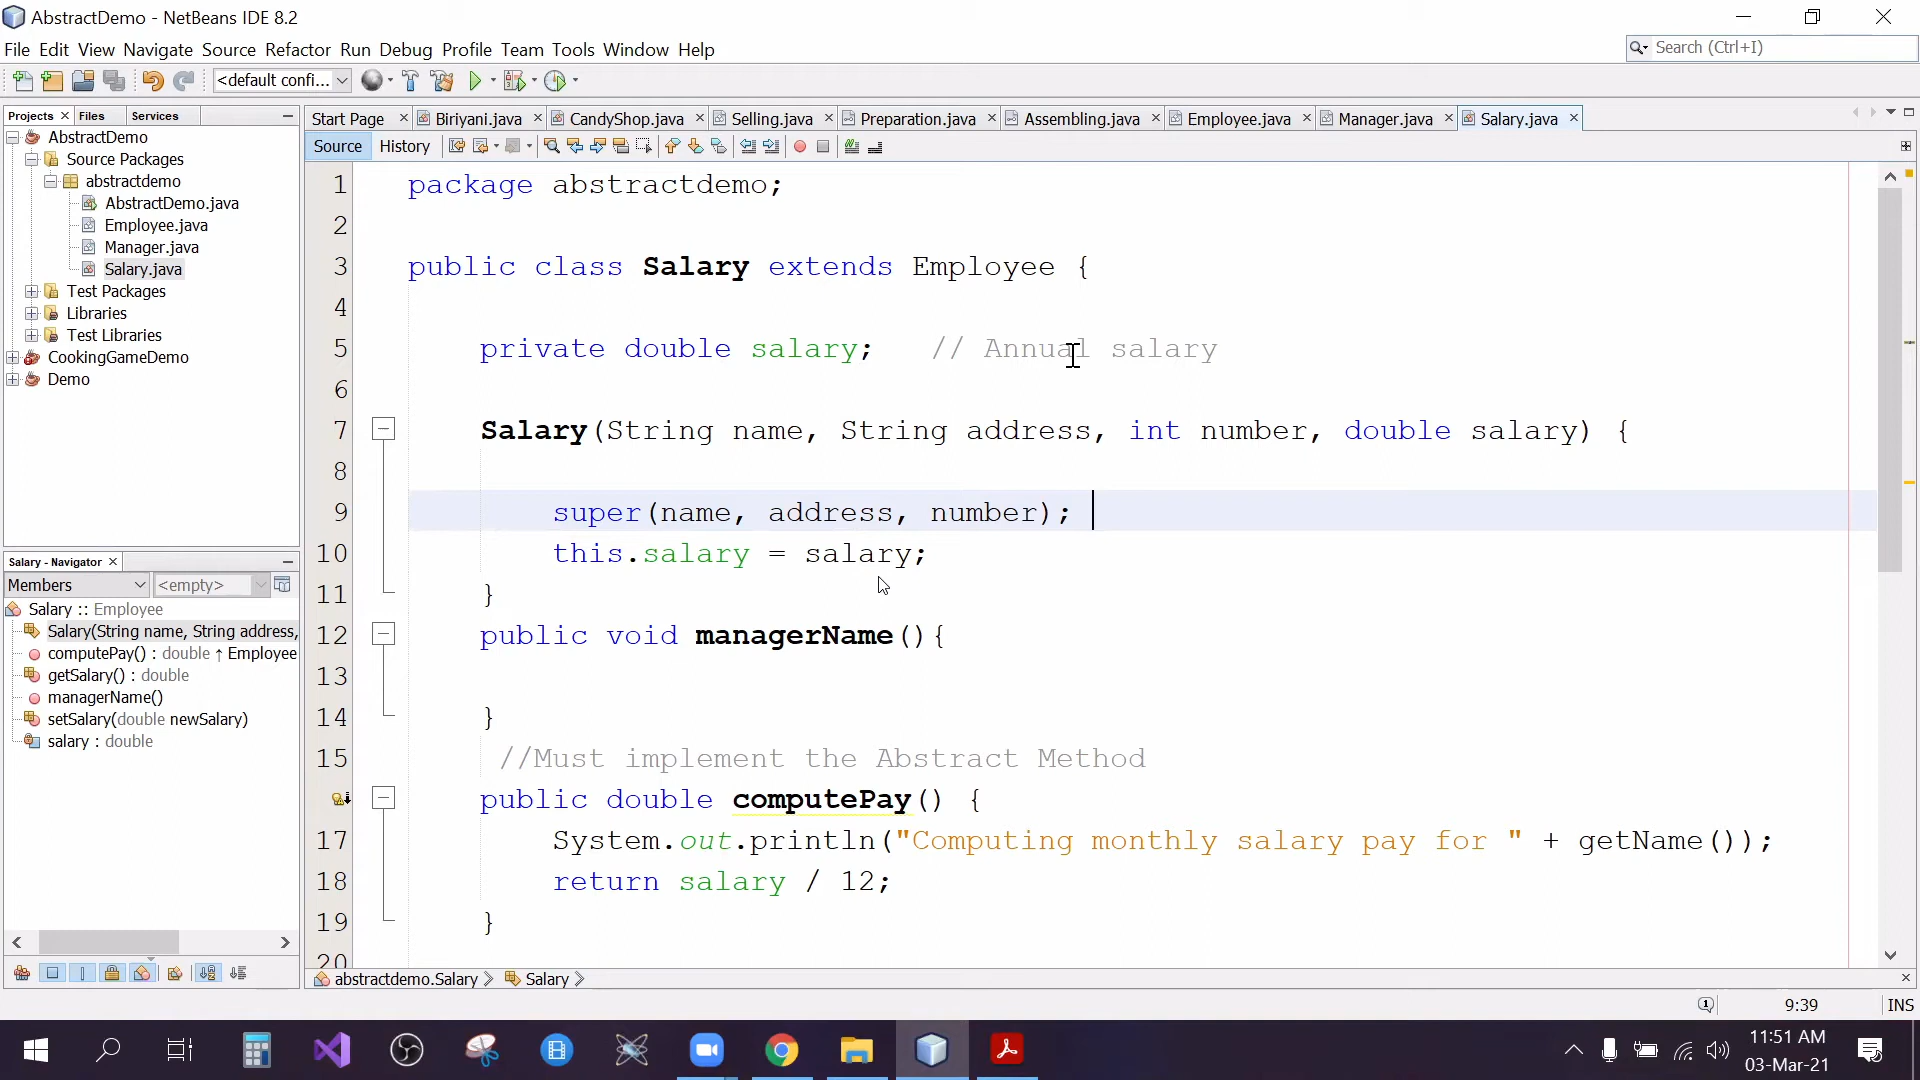 AbstractDemo - NetBeans IDE 8.2
File Edit View Navigate Source Refactor Run Debug Profile Team Tools Window Help
Search (Ctrl+I)
<default confi...
Projects Files Services
Start Page Biriyani.java CandyShop.java Selling.java Preparation.java Assembling.java Employee.java Manager.java Salary.java
Source History
AbstractDemo
Source Packages
abstractdemo
AbstractDemo.java
Employee.java
Manager.java
Salary.java
Test Packages
Libraries
Test Libraries
CookingGameDemo
Demo
Salary - Navigator
Members <empty>
Salary :: Employee
Salary(String name, String address,
computePay() : double ↑ Employee
getSalary() : double
managerName()
setSalary(double newSalary)
salary : double
1 package abstractdemo;
2
3 public class Salary extends Employee {
4
5 private double salary; // Annual salary
6
7 Salary(String name, String address, int number, double salary) {
8
9 super(name, address, number);
10 this.salary = salary;
11 }
12 public void managerName(){
13
14 }
15 //Must implement the Abstract Method
public double computePay() {
17 System.out.println("Computing monthly salary pay for " + getName());
18 return salary / 12;
19 }
20
abstractdemo.Salary Salary
9:39 INS
11:51 AM
03-Mar-21